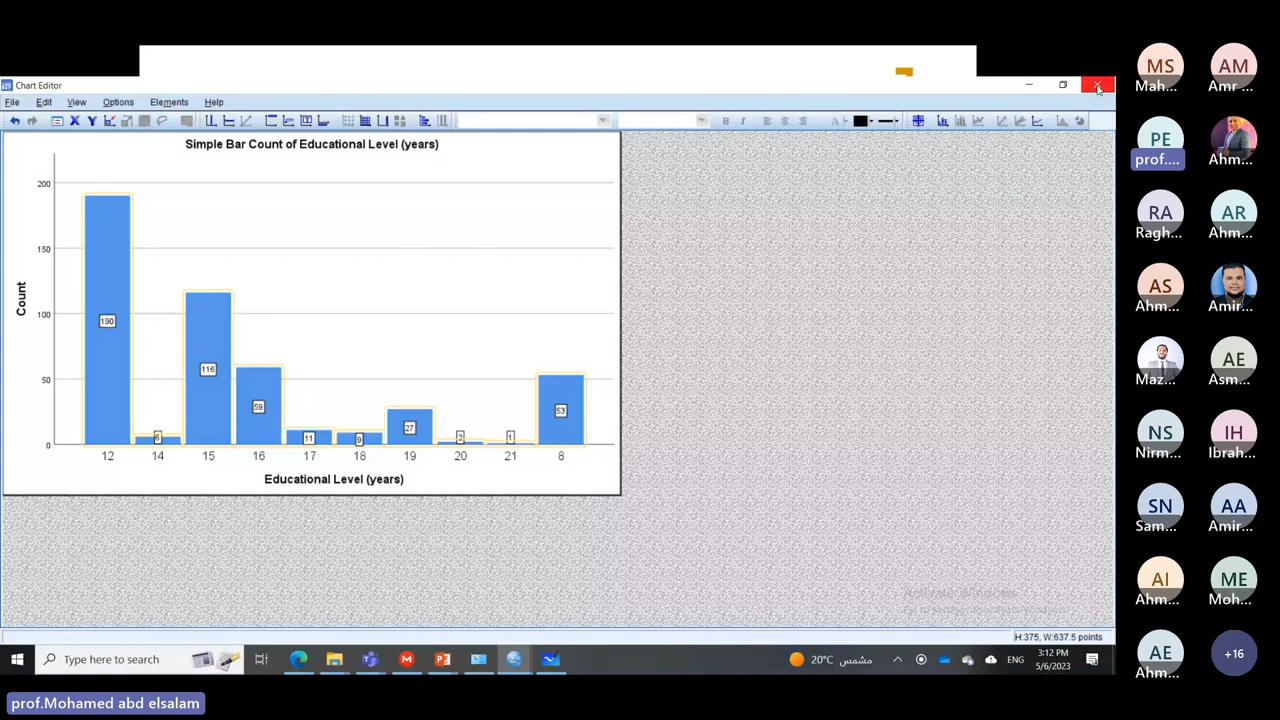 Chart Editor
File Edit View Options Elements Help
X Y
B I A
Simple Bar Count of Educational Level (years)
200
150
100
50
0
Count
190
6
116
59
11
9
27
2
1
53
12 14 15 16 17 18 19 20 21 8
Educational Level (years)
Activate Windows
H:375, W:637.5 points
Type here to search
20°C مشمس
ENG
3:12 PM
5/6/2023
prof.Mohamed abd elsalam
MS AM
Mah... Amr ...
PE
prof.... Ahm...
RA AR
Ragh... Ahm...
AS
Ahm... Amir...
AE
Maz... Asm...
NS IH
Nirm... Ibrah...
SN AA
Sam... Amir...
AI ME
Ahm... Moh...
AE +16
Ahm...